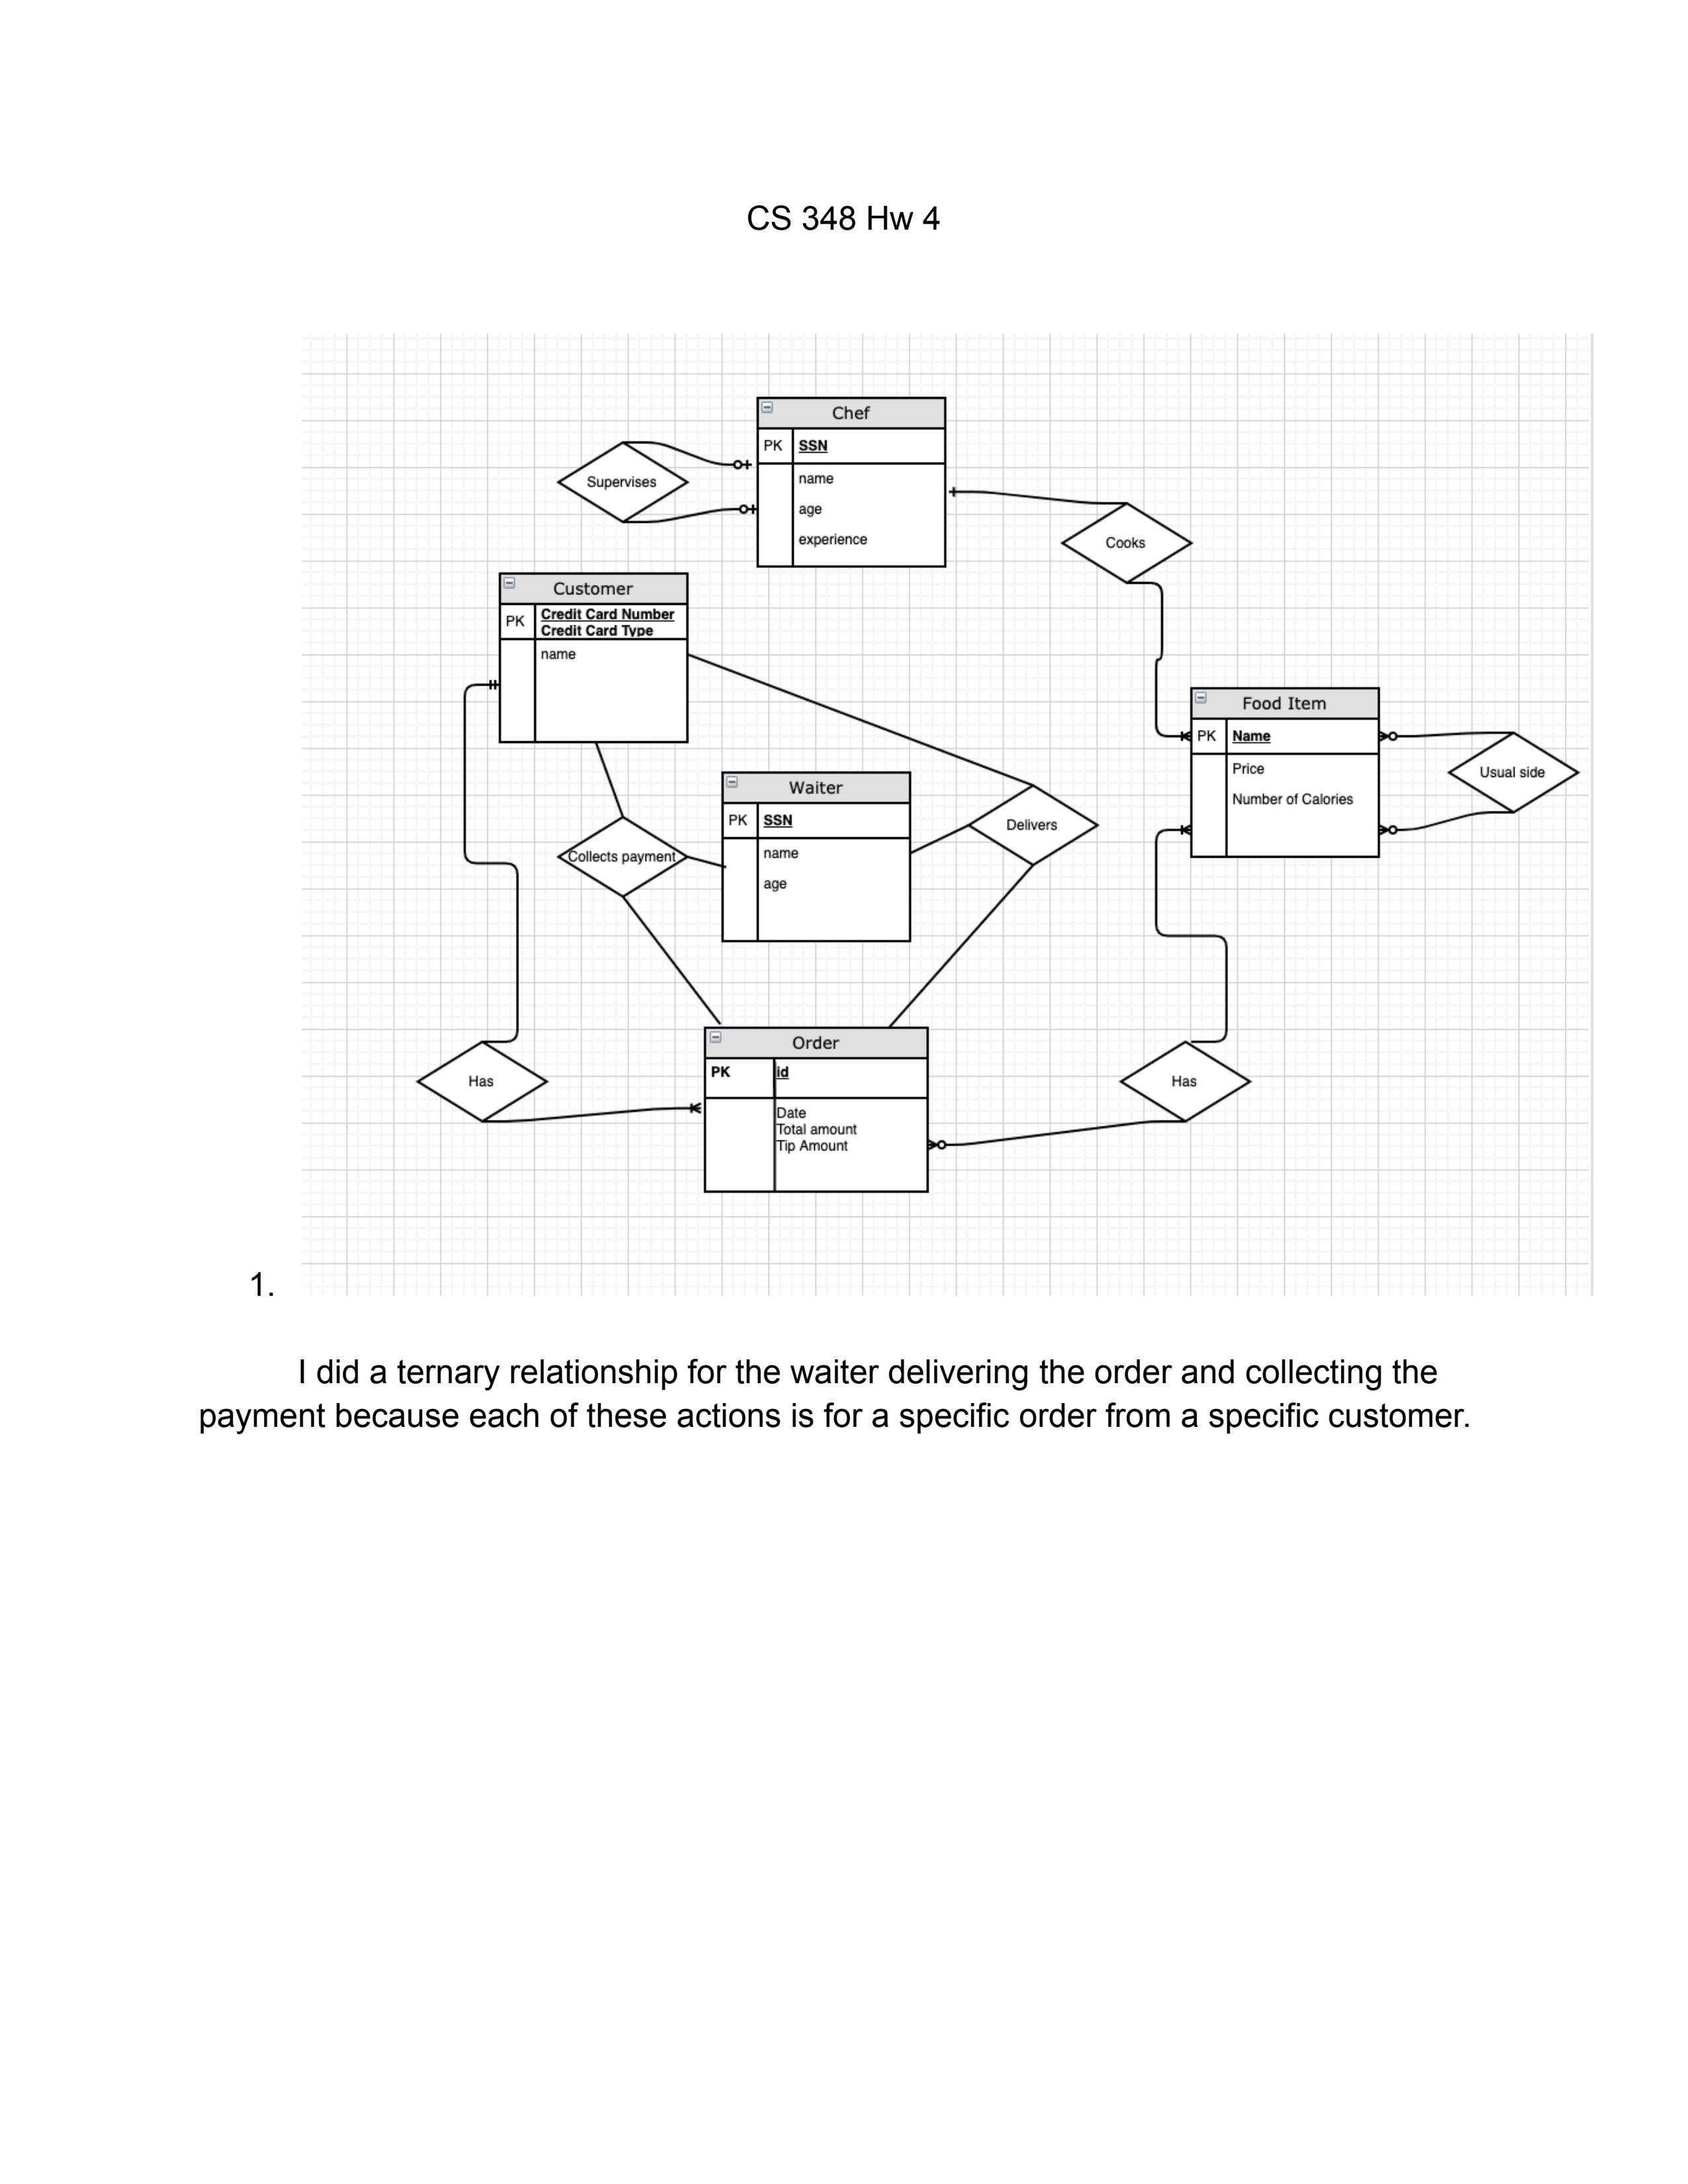 CS 348 Hw 4
Chef
PK SSN
name
age
experience
Supervises
Cooks
Customer
PK Credit Card Number
Credit Card Type
name
Food Item
PK Name
Price
Number of Calories
Usual side
Waiter
PK SSN
name
age
Delivers
Collects payment
Order
PK id
Date
Total amount
Tip Amount
Has
Has
1.
I did a ternary relationship for the waiter delivering the order and collecting the
payment because each of these actions is for a specific order from a specific customer.